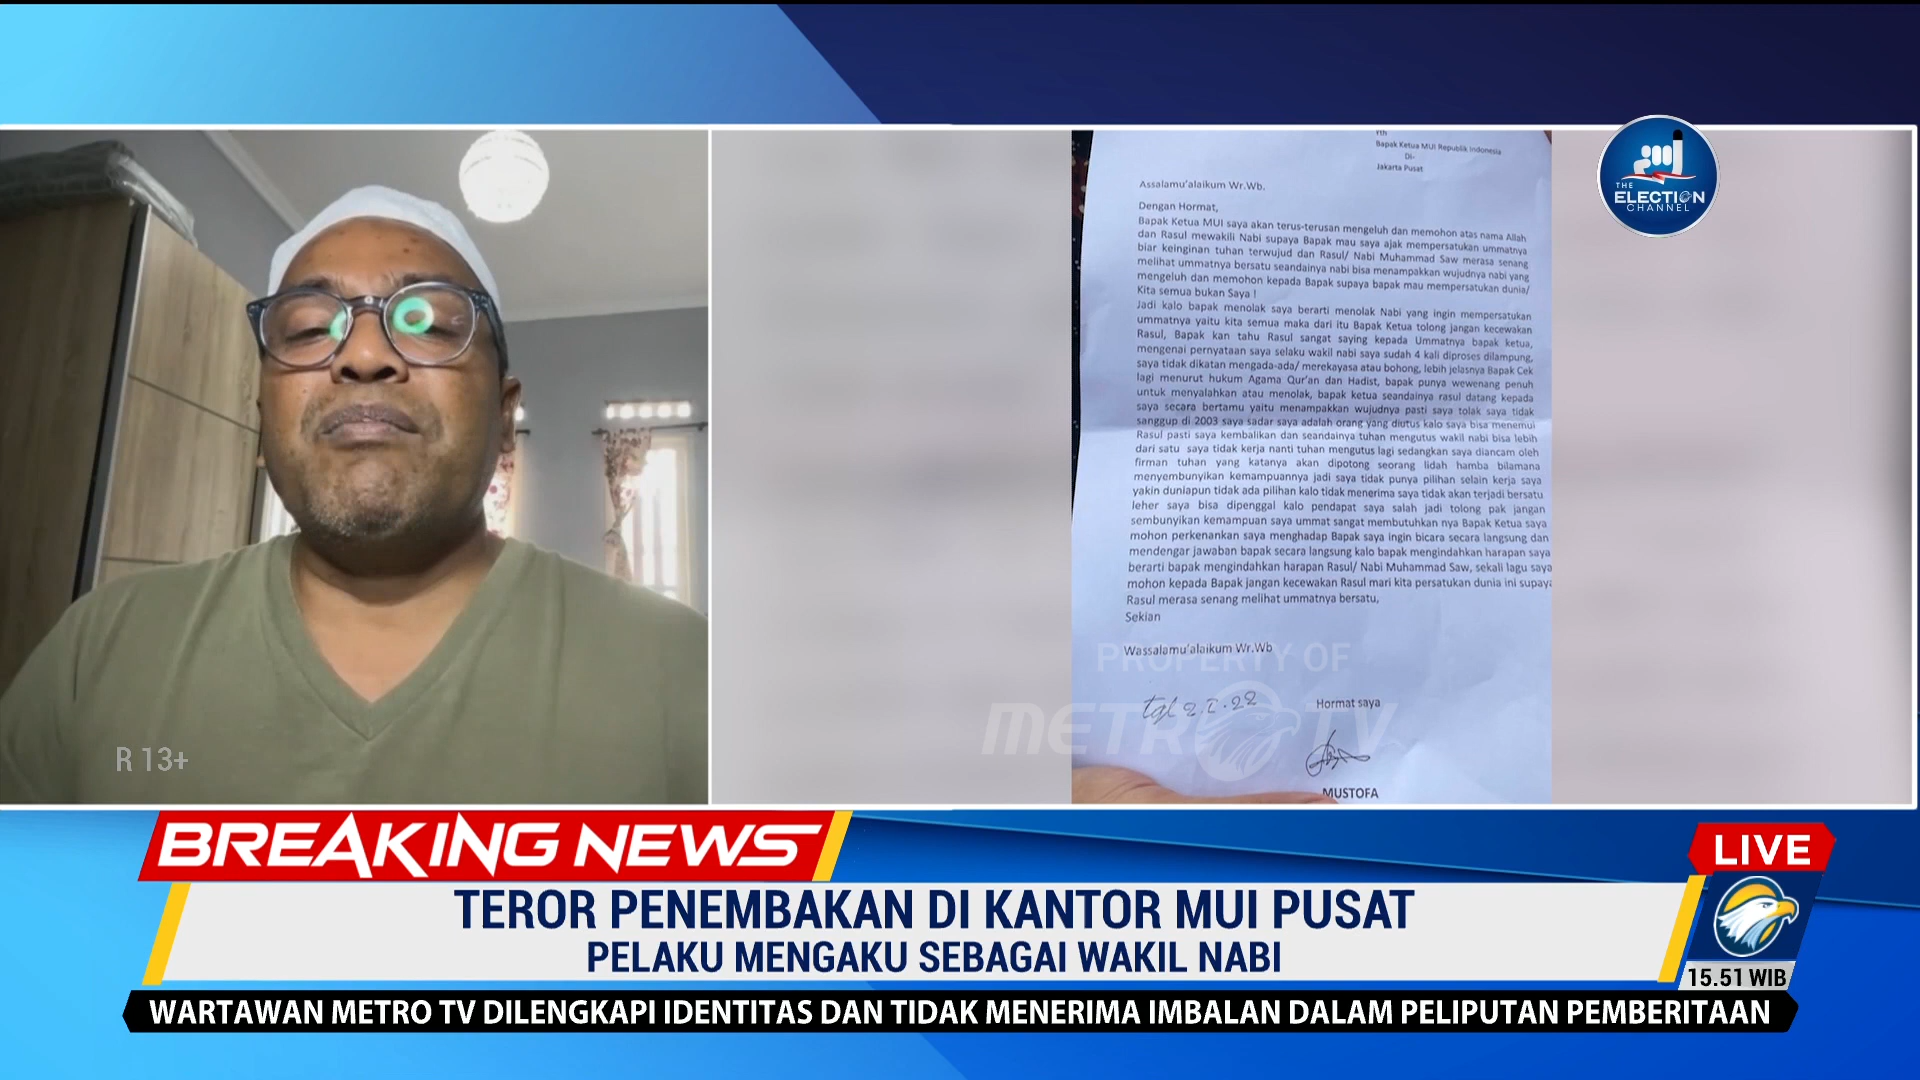 Yth
Bapak Ketua MUI Republik Indonesia
Di-
Jakarta Pusat
THE
ELECTION
CHANNEL
Assalamu'alaikum Wr.Wb,
Dengan Hormat,
Bapak Ketua MUI saya akan terus-terusan mengeluh dan memohon atas nama Allah
dan Rasul mewakili Nabi supaya Bapak mau saya ajak mempersatukan ummatnya
biar keinginan tuhan terwujud dan Rasul/ Nabi Muhammad Saw merasa senang
melihat ummatnya bersatu seandainya nabi bisa menampakkan wujudnya nabi yang
mengeluh dan memohon kepada Bapak supaya bapak mau mempersatukan dunia/
Kita semua bukan Saya !
Jadi kalo bapak menolak saya berarti menolak Nabi yang ingin mempersatukan
ummatnya yaitu kita semua maka dari itu Bapak Ketua tolong jangan kecewakan
Rasul, Bapak kan tahu Rasul sangat saying kepada Ummatnya bapak ketua,
mengenai pernyataan saya selaku wakil nabi saya sudah 4 kali diproses dilampung,
saya tidak dikatan mengada-ada/ merekayasa atau bohong, lebih jelasnya Bapak Cek
lagi menurut hukum Agama Qur'an dan Hadist, bapak punya wewenang penuh
untuk menyalahkan atau menolak, bapak ketua seandainya rasul datang kepada
saya secara bertamu yaitu menampakkan wujudnya pasti saya tolak saya tidak
sanggup di 2003 saya sadar saya adalah orang yang diutus kalo saya bisa menemui
Rasul pasti saya kembalikan dan seandainya tuhan mengutus wakil nabi bisa lebih
dari satu saya tidak kerja nanti tuhan mengutus lagi sedangkan saya diancam oleh
firman tuhan yang katanya akan dipotong seorang lidah hamba bilamana
menyembunyikan kemampuannya jadi saya tidak punya pilihan selain kerja saya
yakin duniapun tidak ada pilihan kalo tidak menerima saya tidak akan terjadi bersatu
leher saya bisa dipenggal kalo pendapat saya salah jadi tolong pak jangan
sembunyikan kemampuan saya ummat sangat membutuhkan nya Bapak Ketua saya
mohon perkenankan saya menghadap Bapak saya ingin bicara secara langsung dan
mendengar jawaban bapak secara langsung kalo bapak mengindahkan harapan saya
berarti bapak mengindahkan harapan Rasul/ Nabi Muhammad Saw, sekali lagu saya
mohon kepada Bapak jangan kecewakan Rasul mari kita persatukan dunia ini supaya
Rasul merasa senang melihat ummatnya bersatu,
Sekian
Wassalamu'alaikum Wr.Wb
PROPERTY OF
METRO TV
Hormat saya
MUSTOFA
R 13+
BREAKING NEWS
LIVE
TEROR PENEMBAKAN DI KANTOR MUI PUSAT
PELAKU MENGAKU SEBAGAI WAKIL NABI
15.51 WIB
WARTAWAN METRO TV DILENGKAPI IDENTITAS DAN TIDAK MENERIMA IMBALAN DALAM PELIPUTAN PEMBERITAAN